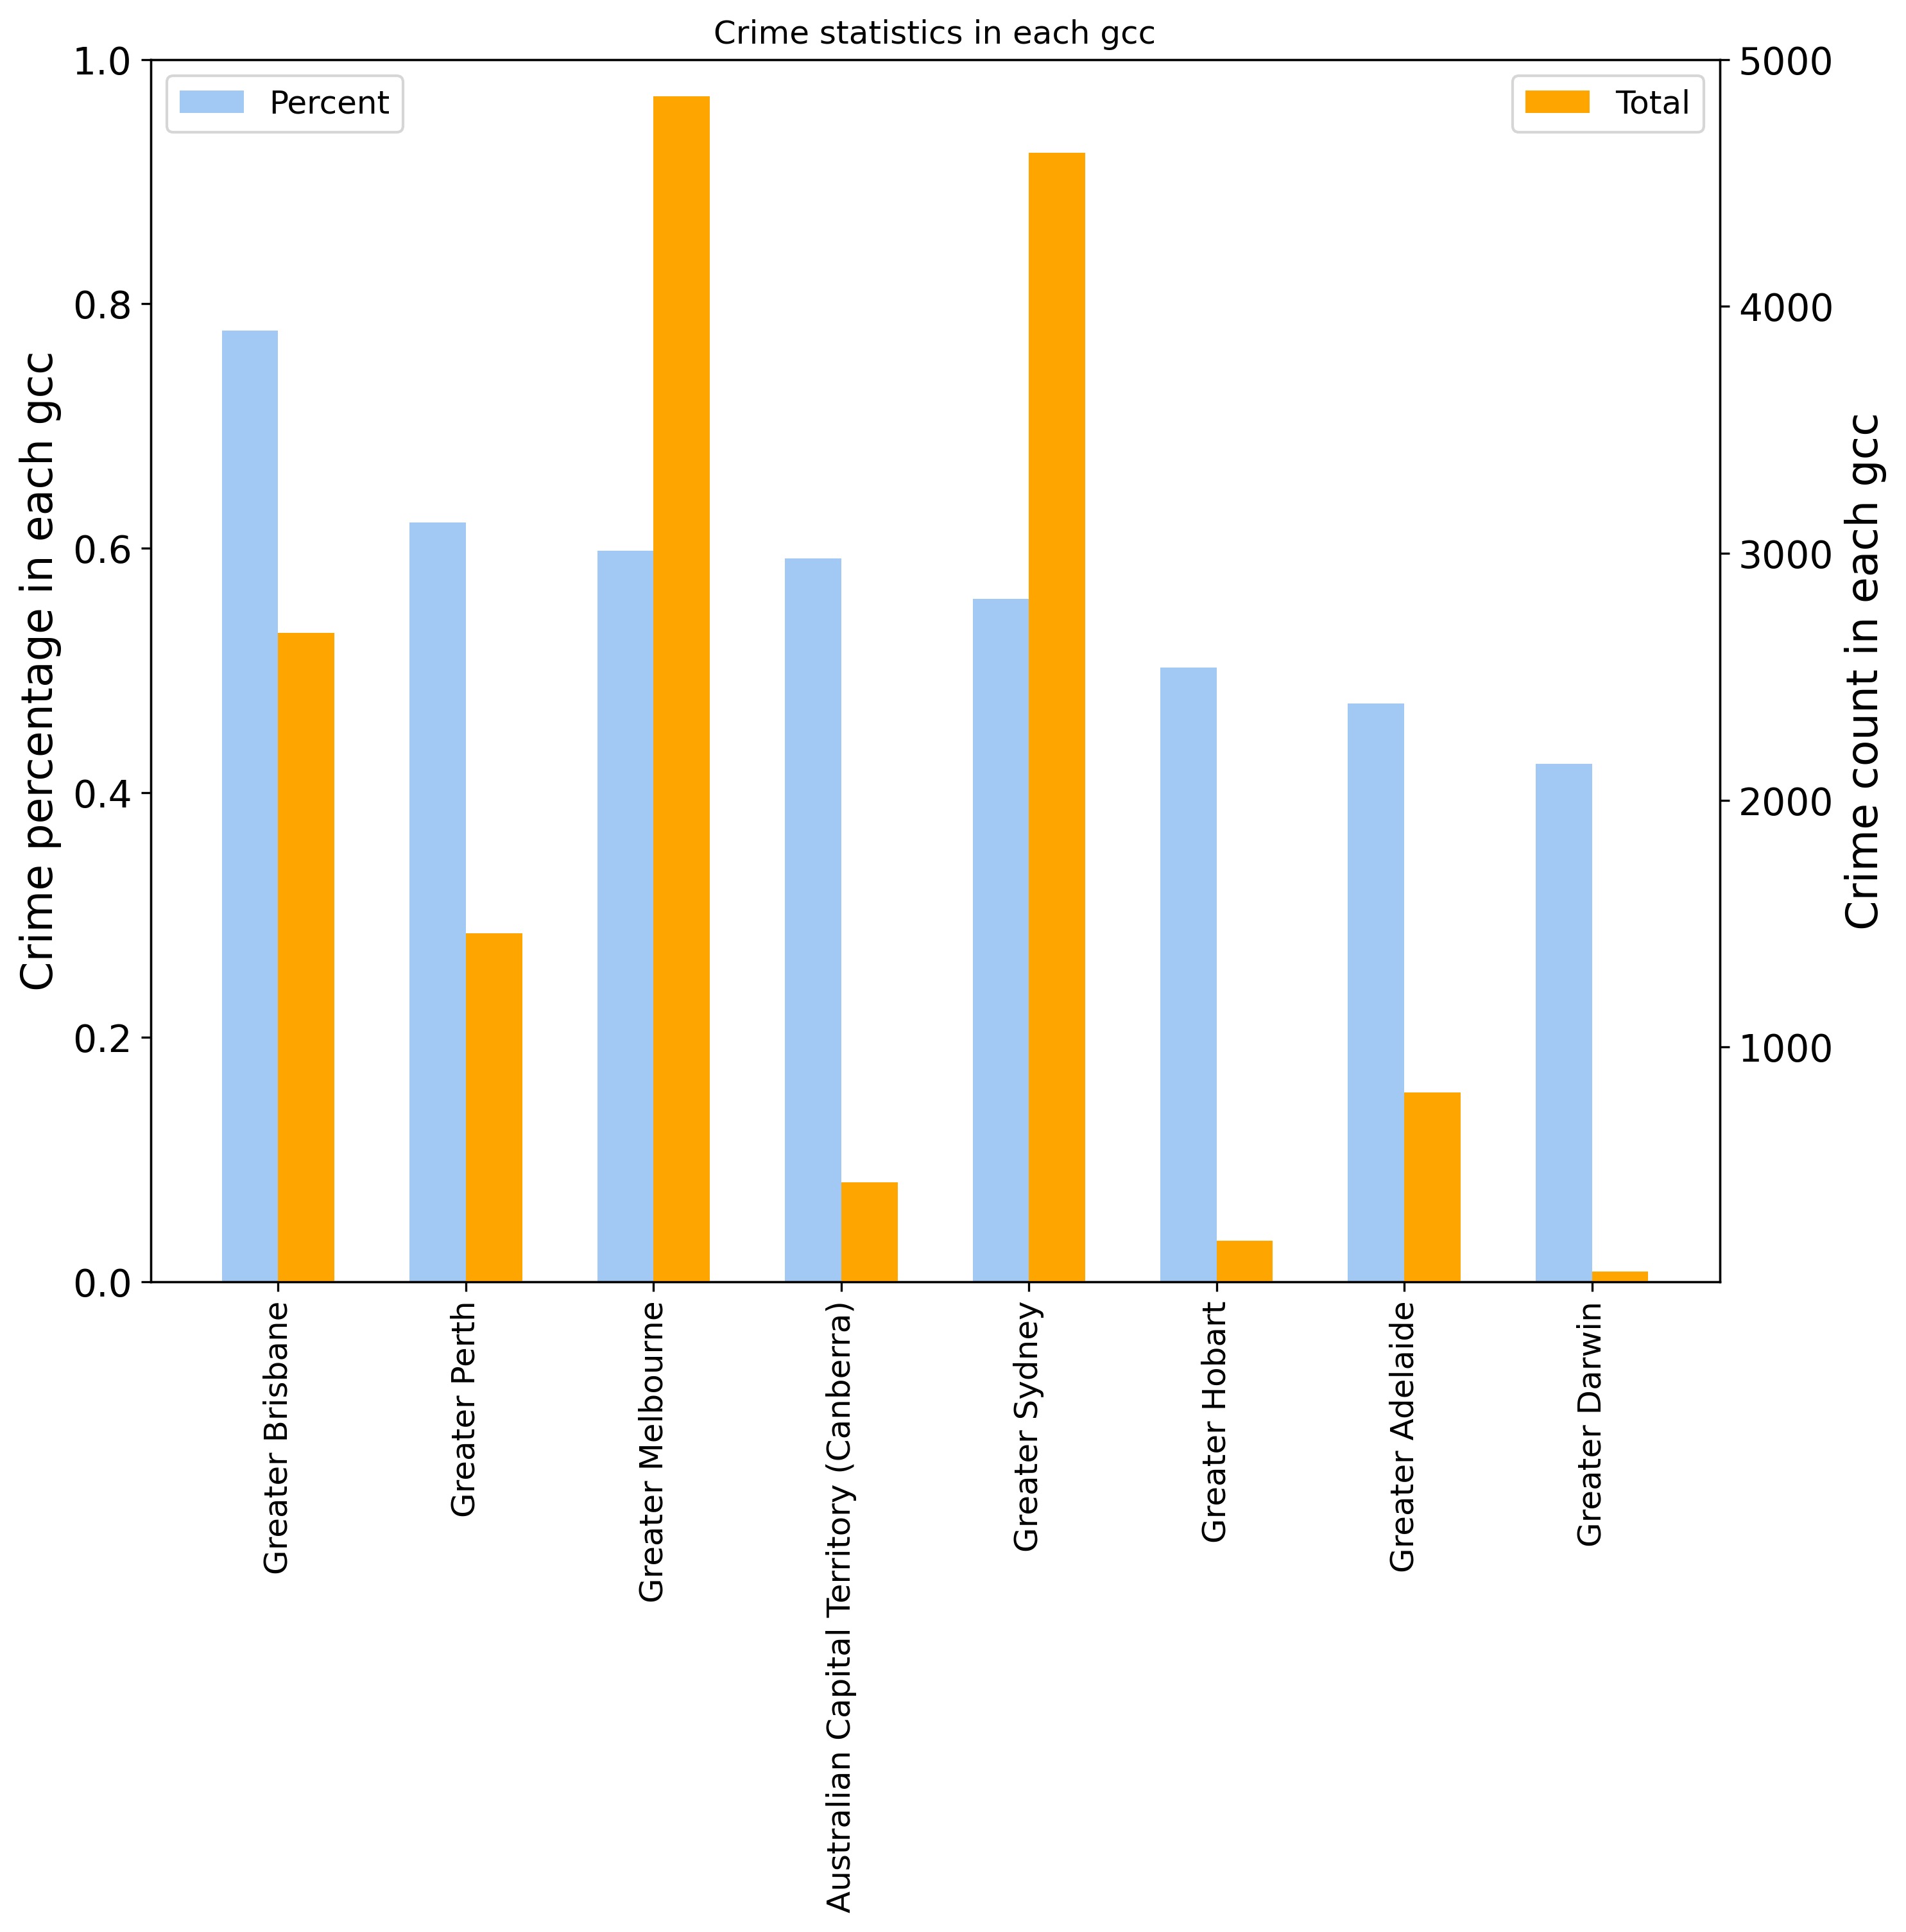 Crime statistics in each gcc
Percent
Total
Crime percentage in each gcc
1.0
0.8
0.6
0.4
0.2
0.0
5000
4000
3000
2000
1000
Crime count in each gcc
Greater Brisbane
Greater Perth
Greater Melbourne
Australian Capital Territory (Canberra)
Greater Sydney
Greater Hobart
Greater Adelaide
Greater Darwin